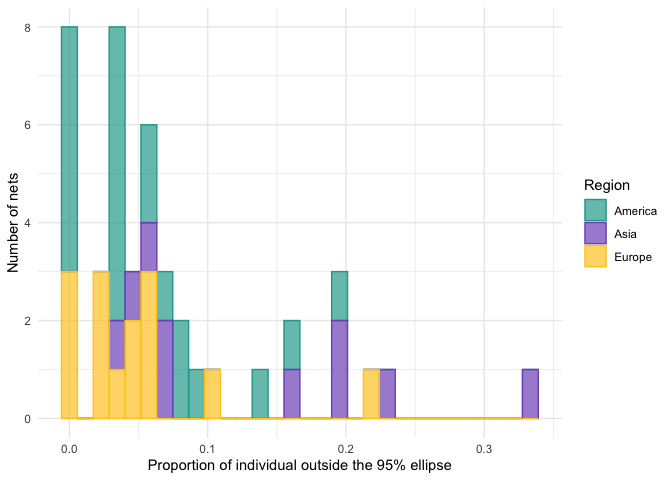 8
6
4
2
0
Number of nets
0.0 0.1 0.2 0.3
Proportion of individual outside the 95% ellipse
Region
America
Asia
Europe